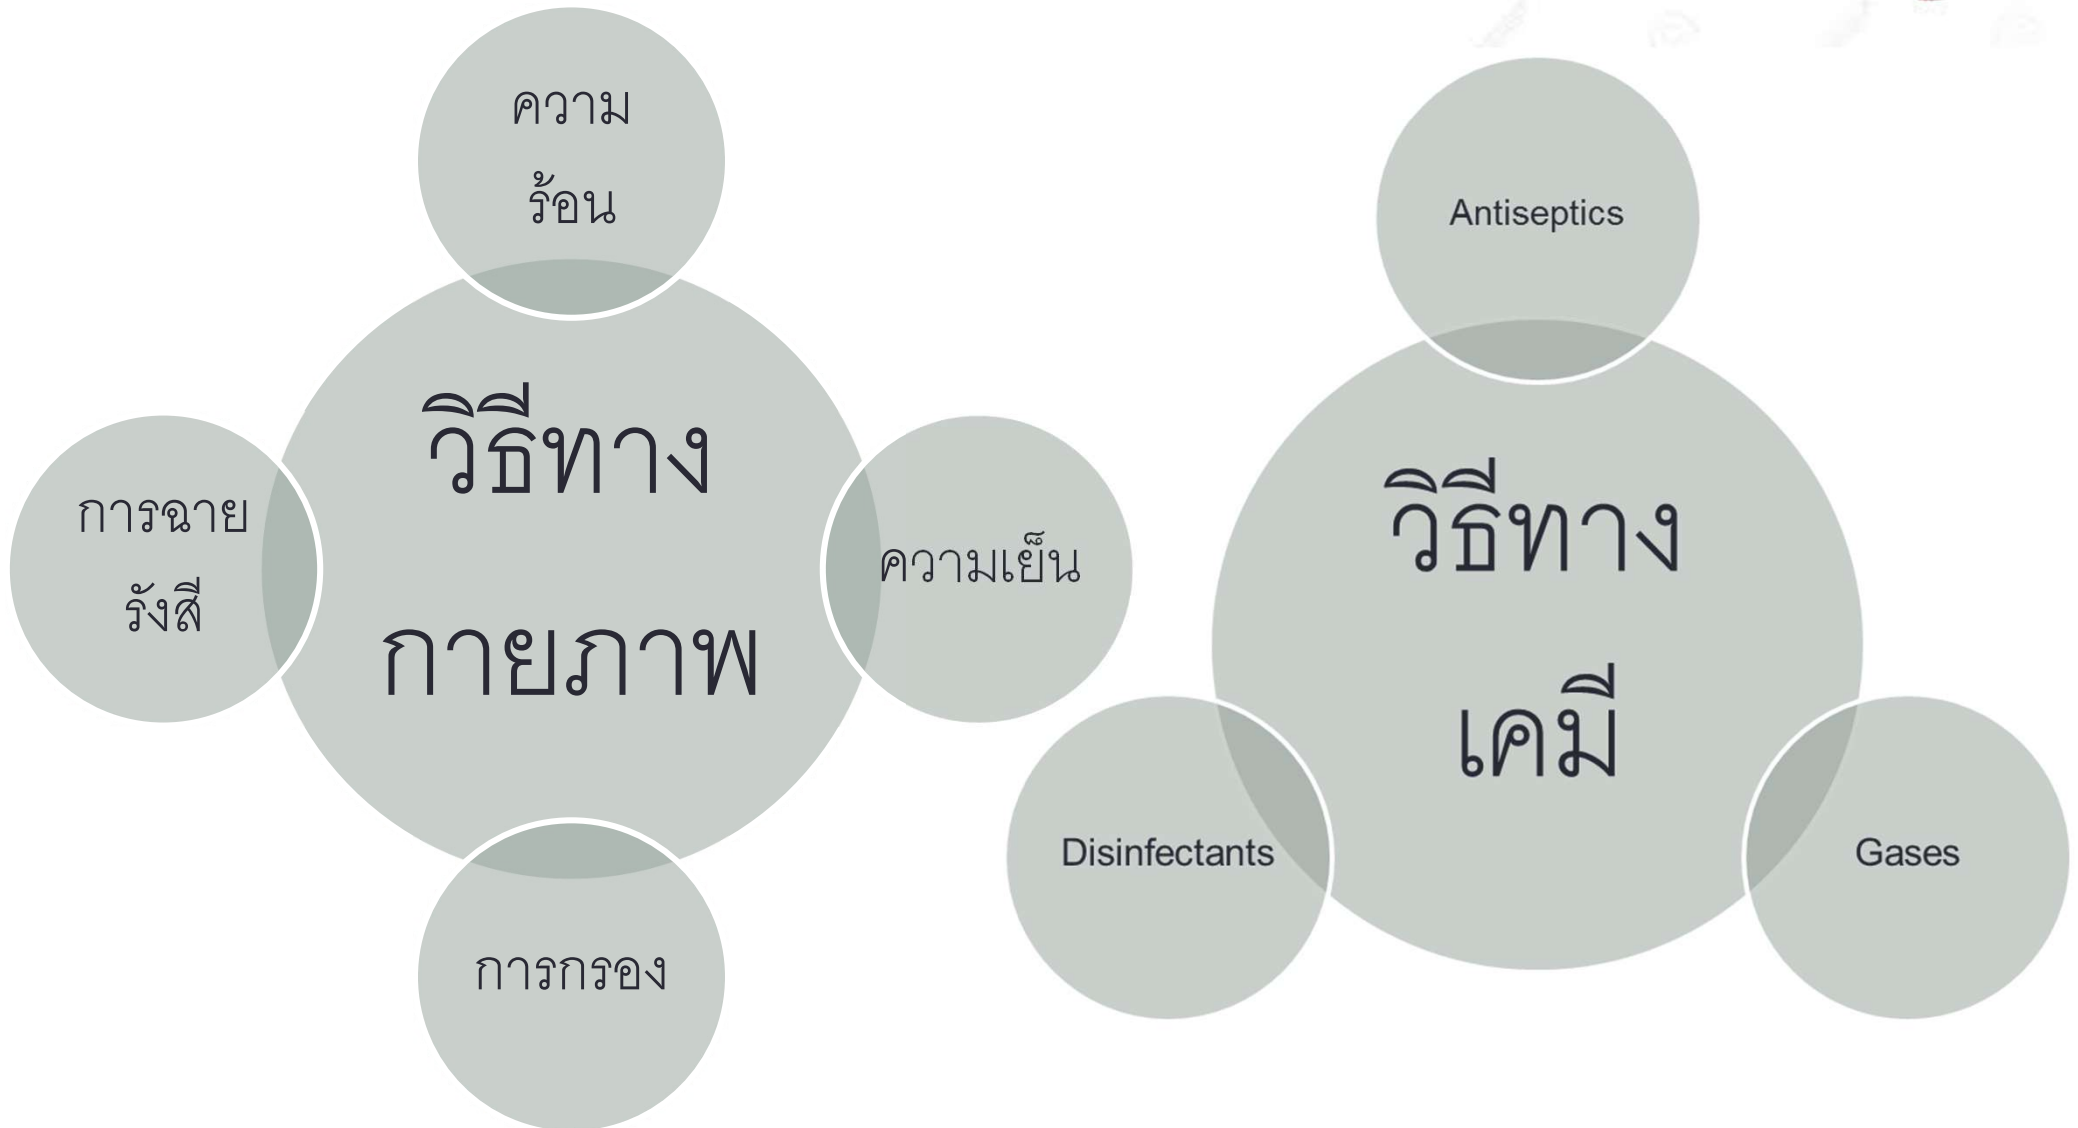 ความ
ร้อน
วิธีทาง
กายภาพ
การฉาย
รังสี
ความเย็น
การกรอง
Antiseptics
วิธีทาง
เคมี
Disinfectants
Gases